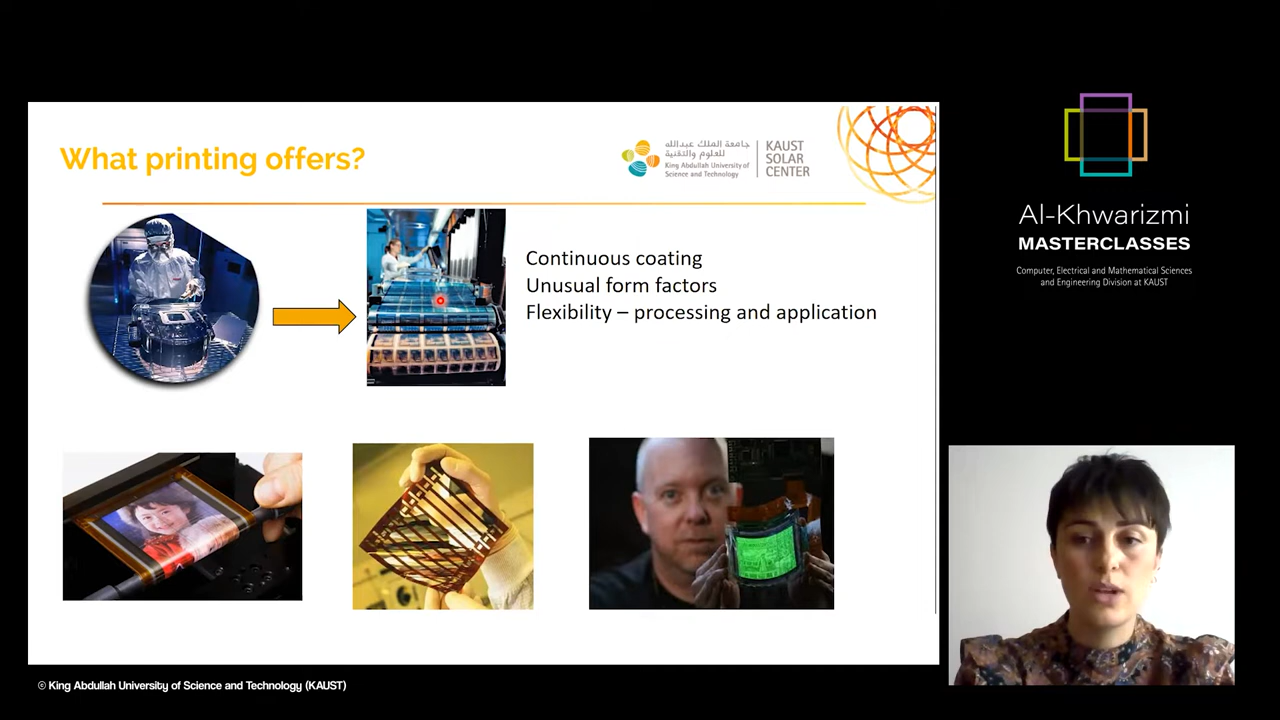 What printing offers?
جامعة الملك عبدالله
للعلوم والتقنية
King Abdullah University of
Science and Technology
KAUST
SOLAR
CENTER
Continuous coating
Unusual form factors
Flexibility – processing and application
Al-Khwarizmi
MASTERCLASSES
Computer, Electrical and Mathematical Sciences
and Engineering Division at KAUST
© King Abdullah University of Science and Technology (KAUST)